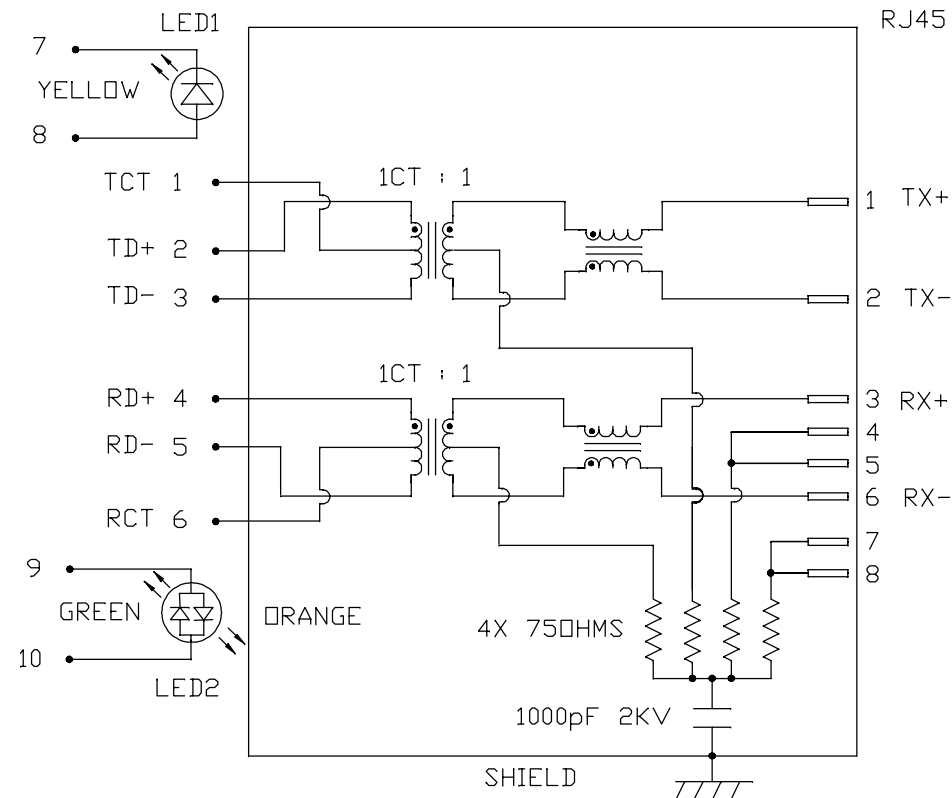 LED1
RJ45
7
YELLOW
8
TCT 1
1CT : 1
1 TX+
TD+ 2
TD- 3
2 TX-
1CT : 1
RD+ 4
3 RX+
4
RD- 5
5
6 RX-
RCT 6
7
9
8
GREEN
ORANGE
4X 75OHMS
10
LED2
1000pF 2KV
SHIELD